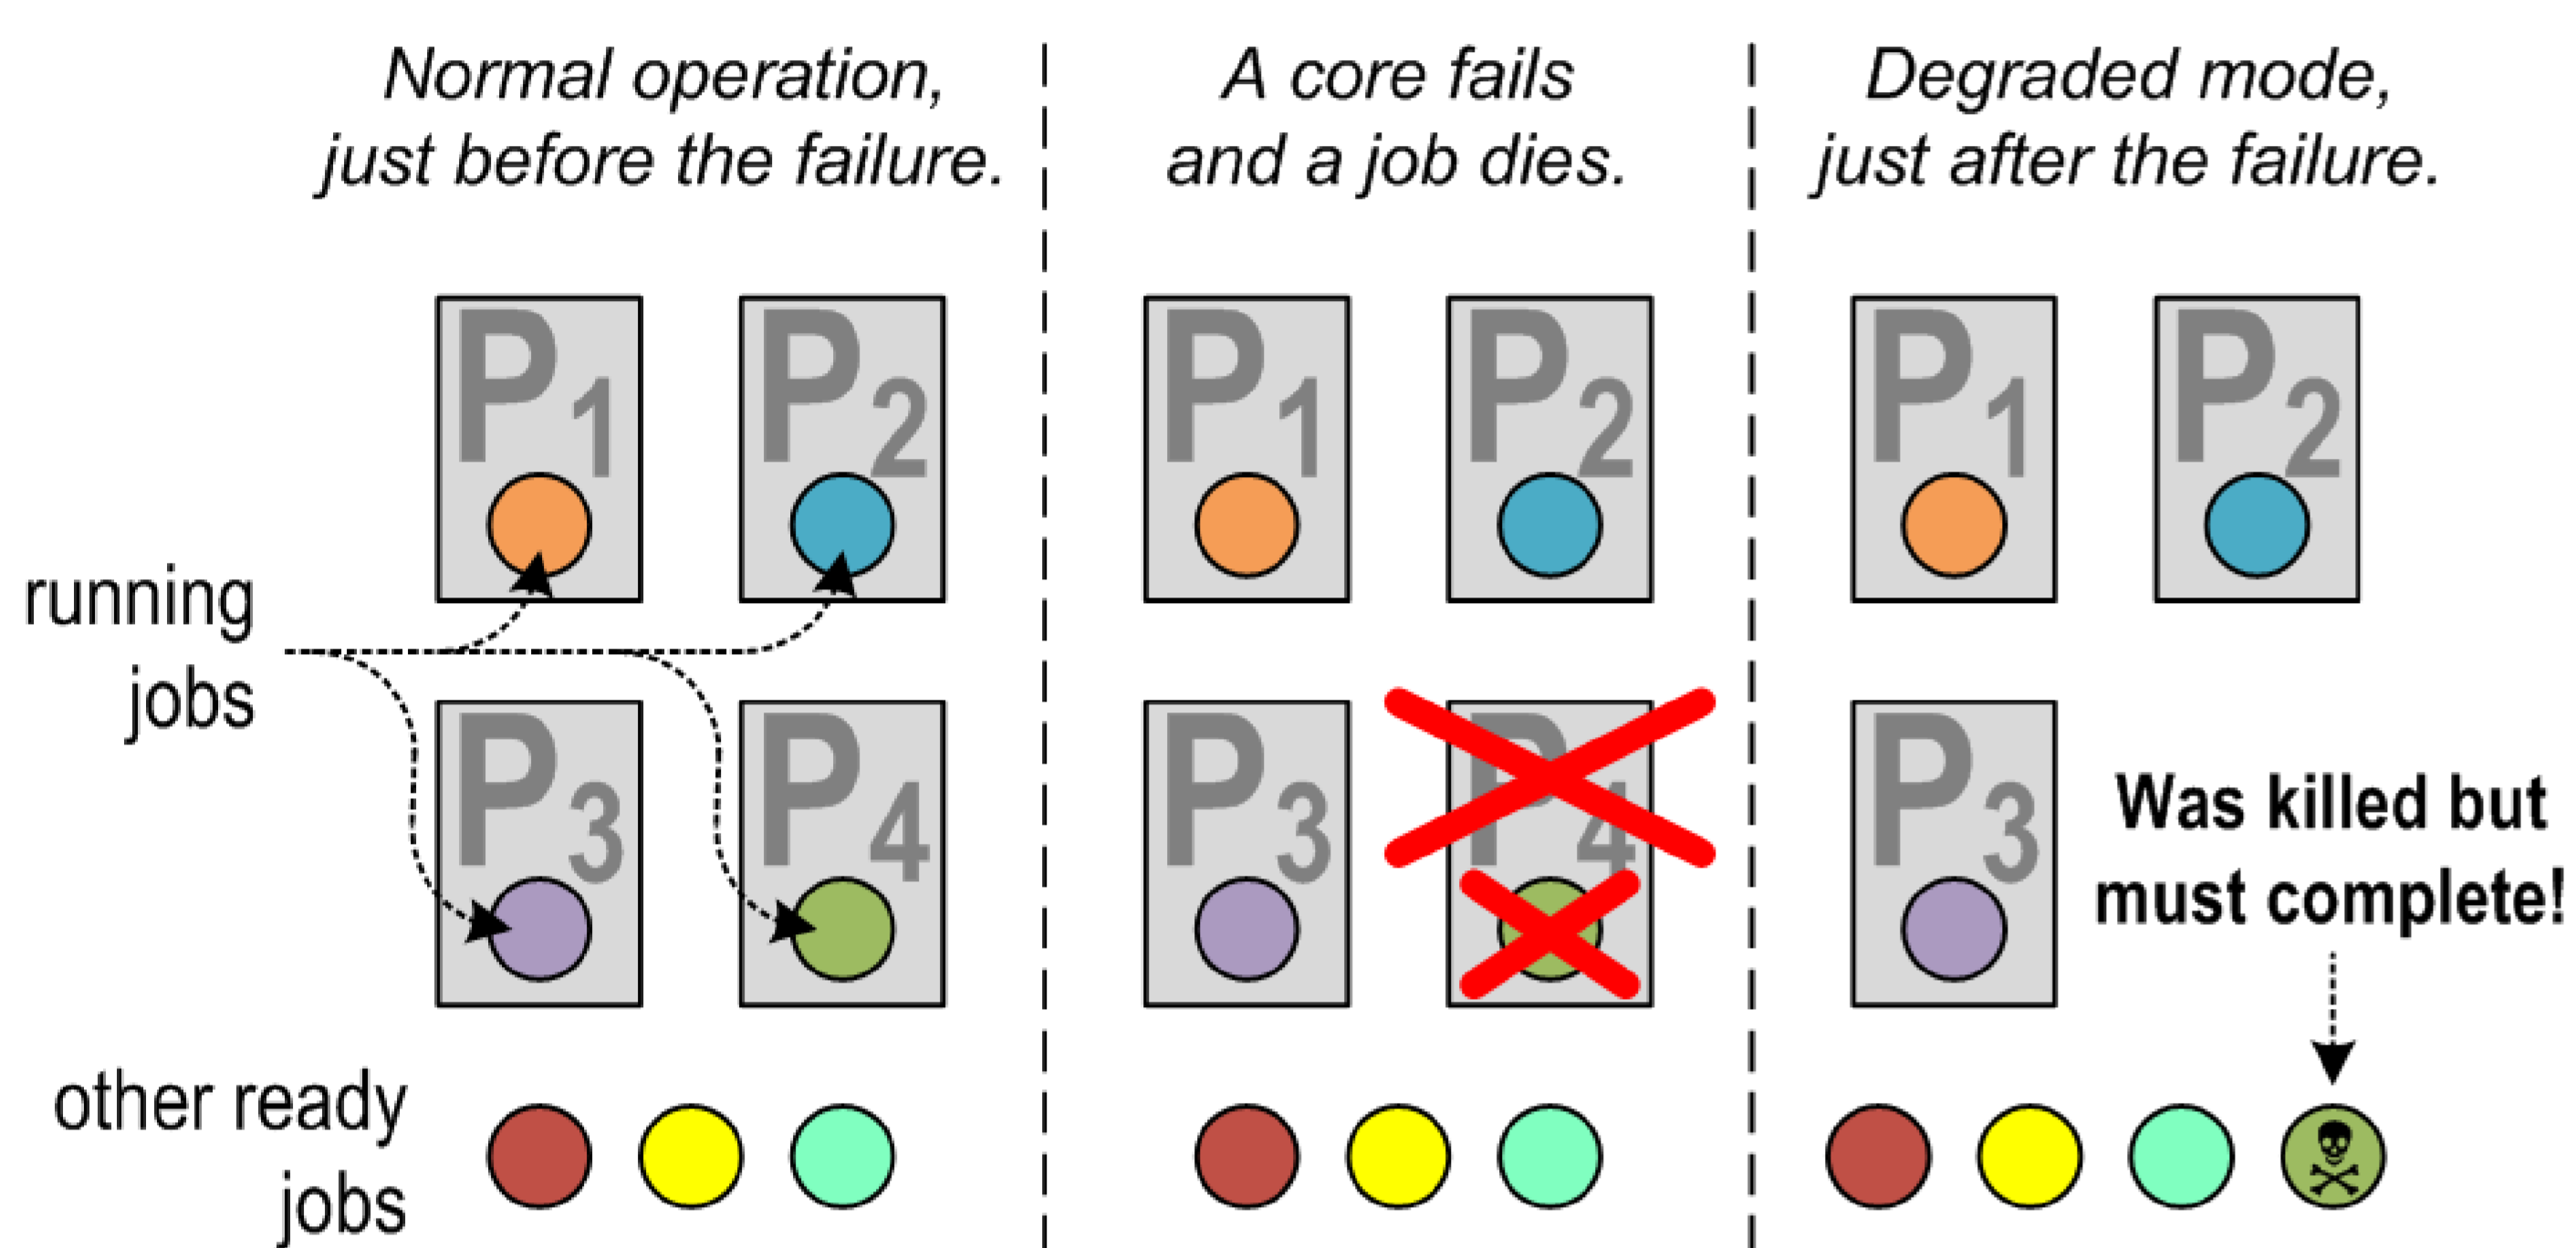 Normal operation,
just before the failure.
A core fails
and a job dies.
Degraded mode,
just after the failure.
P1
P2
P1
P2
P1
P2
running
jobs
P3
P4
P3
P4
P3
Was killed but
must complete!
other ready
jobs